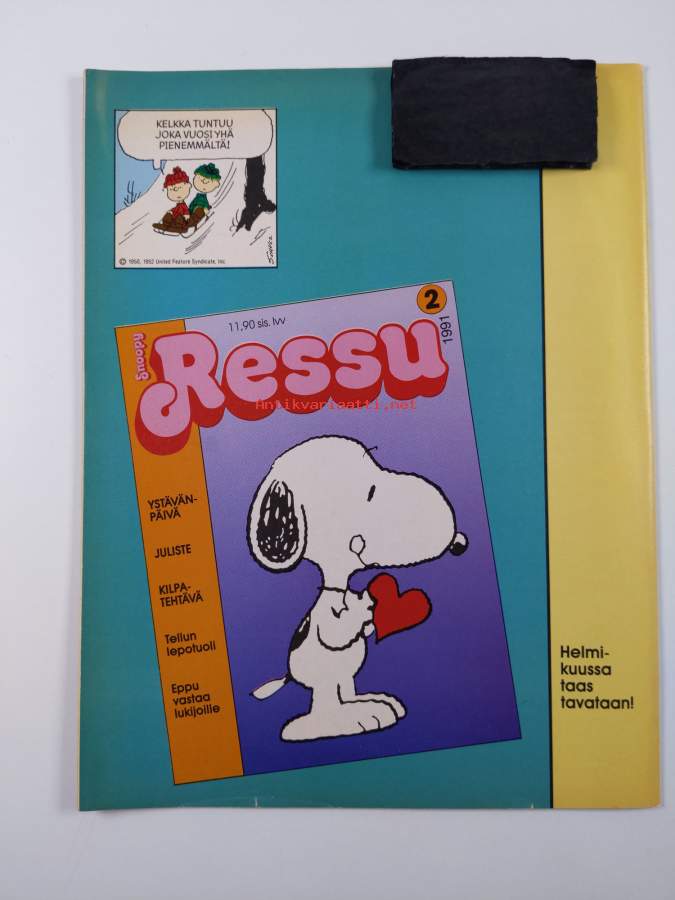 KELKKA TUNTUU
JOKA VUOSI YHÄ
PIENEMMÄLTÄ!
© 1950, 1952 United Feature Syndicate, Inc
2
1991
11,90 sis. lvv
Snoopy
Ressu
Antikvariaatti.net
YSTÄVÄN-
PÄIVÄ
JULISTE
KILPA-
TEHTÄVÄ
Tellun
lepotuoli
Eppu
vastaa
lukijoille
Helmi-
kuussa
taas
tavataan!